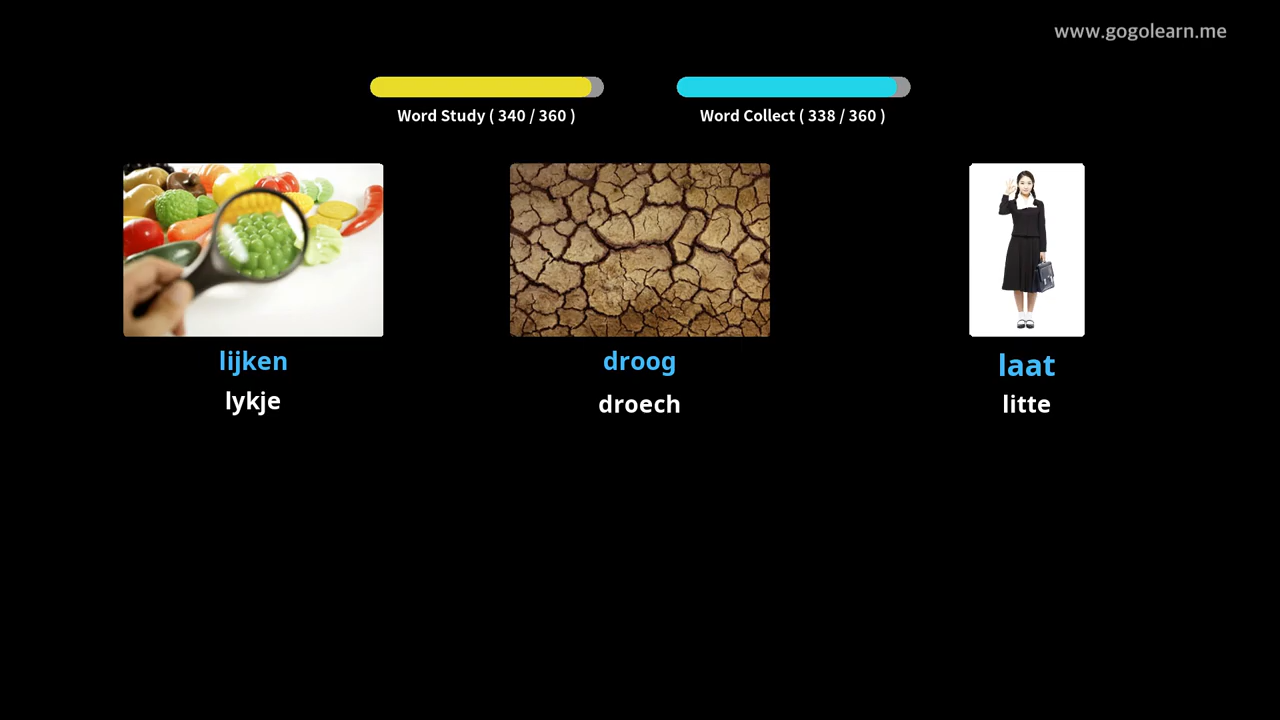 www.gogolearn.me
Word Study ( 340 / 360 )
Word Collect ( 338 / 360 )
lijken
lykje
droog
droech
laat
litte